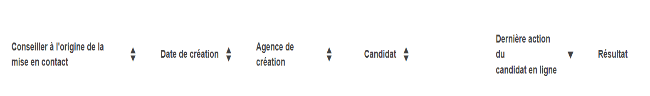 Conseiller à l'origine de la
mise en contact
Date de création
Agence de
création
Candidat
Dernière action
du
candidat en ligne
Résultat